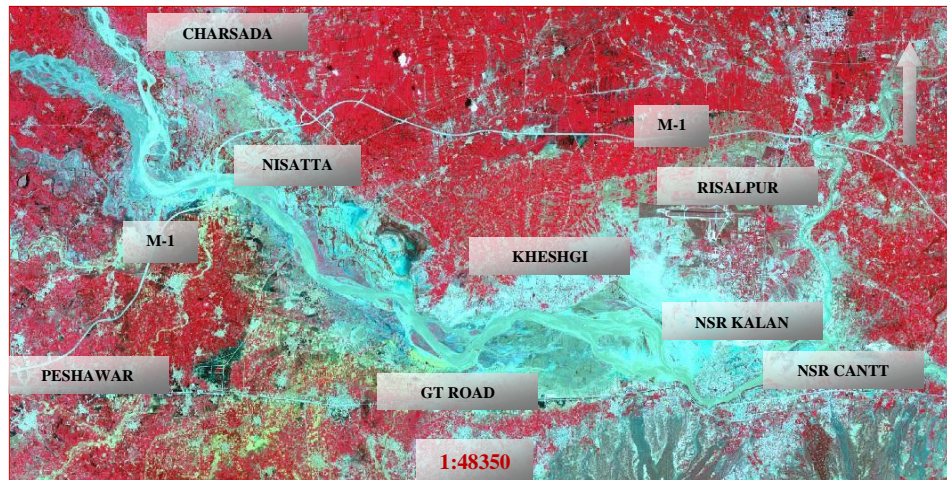 CHARSADA
M-1
NISATTA
RISALPUR
M-1
KHESHGI
NSR KALAN
PESHAWAR
NSR CANTT
GT ROAD
1:48350